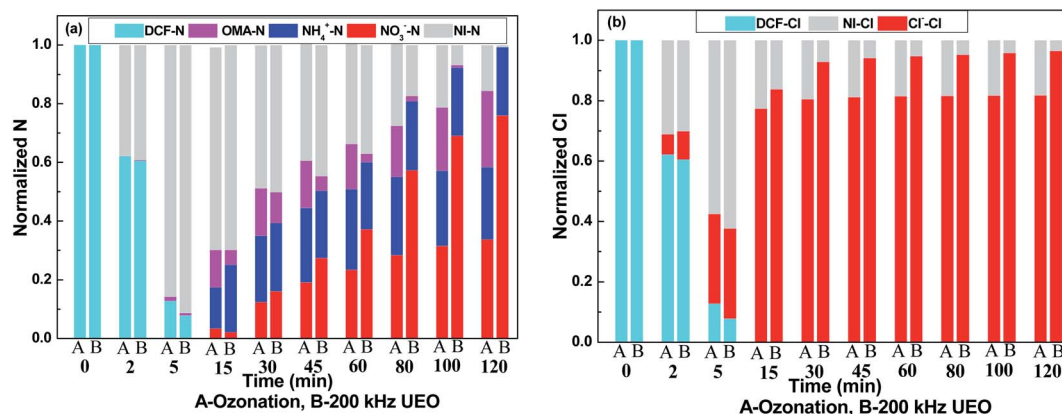 (a)
DCF-N OMA-N NH₄⁺-N NO₃⁻-N NI-N
Normalized N
1.0
0.8
0.6
0.4
0.2
0.0
A B A B A B A B A B A B A B A B A B A B
0 2 5 15 30 45 60 80 100 120
Time (min)
A-Ozonation, B-200 kHz UEO
(b)
DCF-Cl NI-Cl Cl⁻-Cl
Normalized Cl
1.0
0.8
0.6
0.4
0.2
0.0
A B A B A B A B A B A B A B A B A B A B
0 2 5 15 30 45 60 80 100 120
Time (min)
A-Ozonation, B-200 kHz UEO